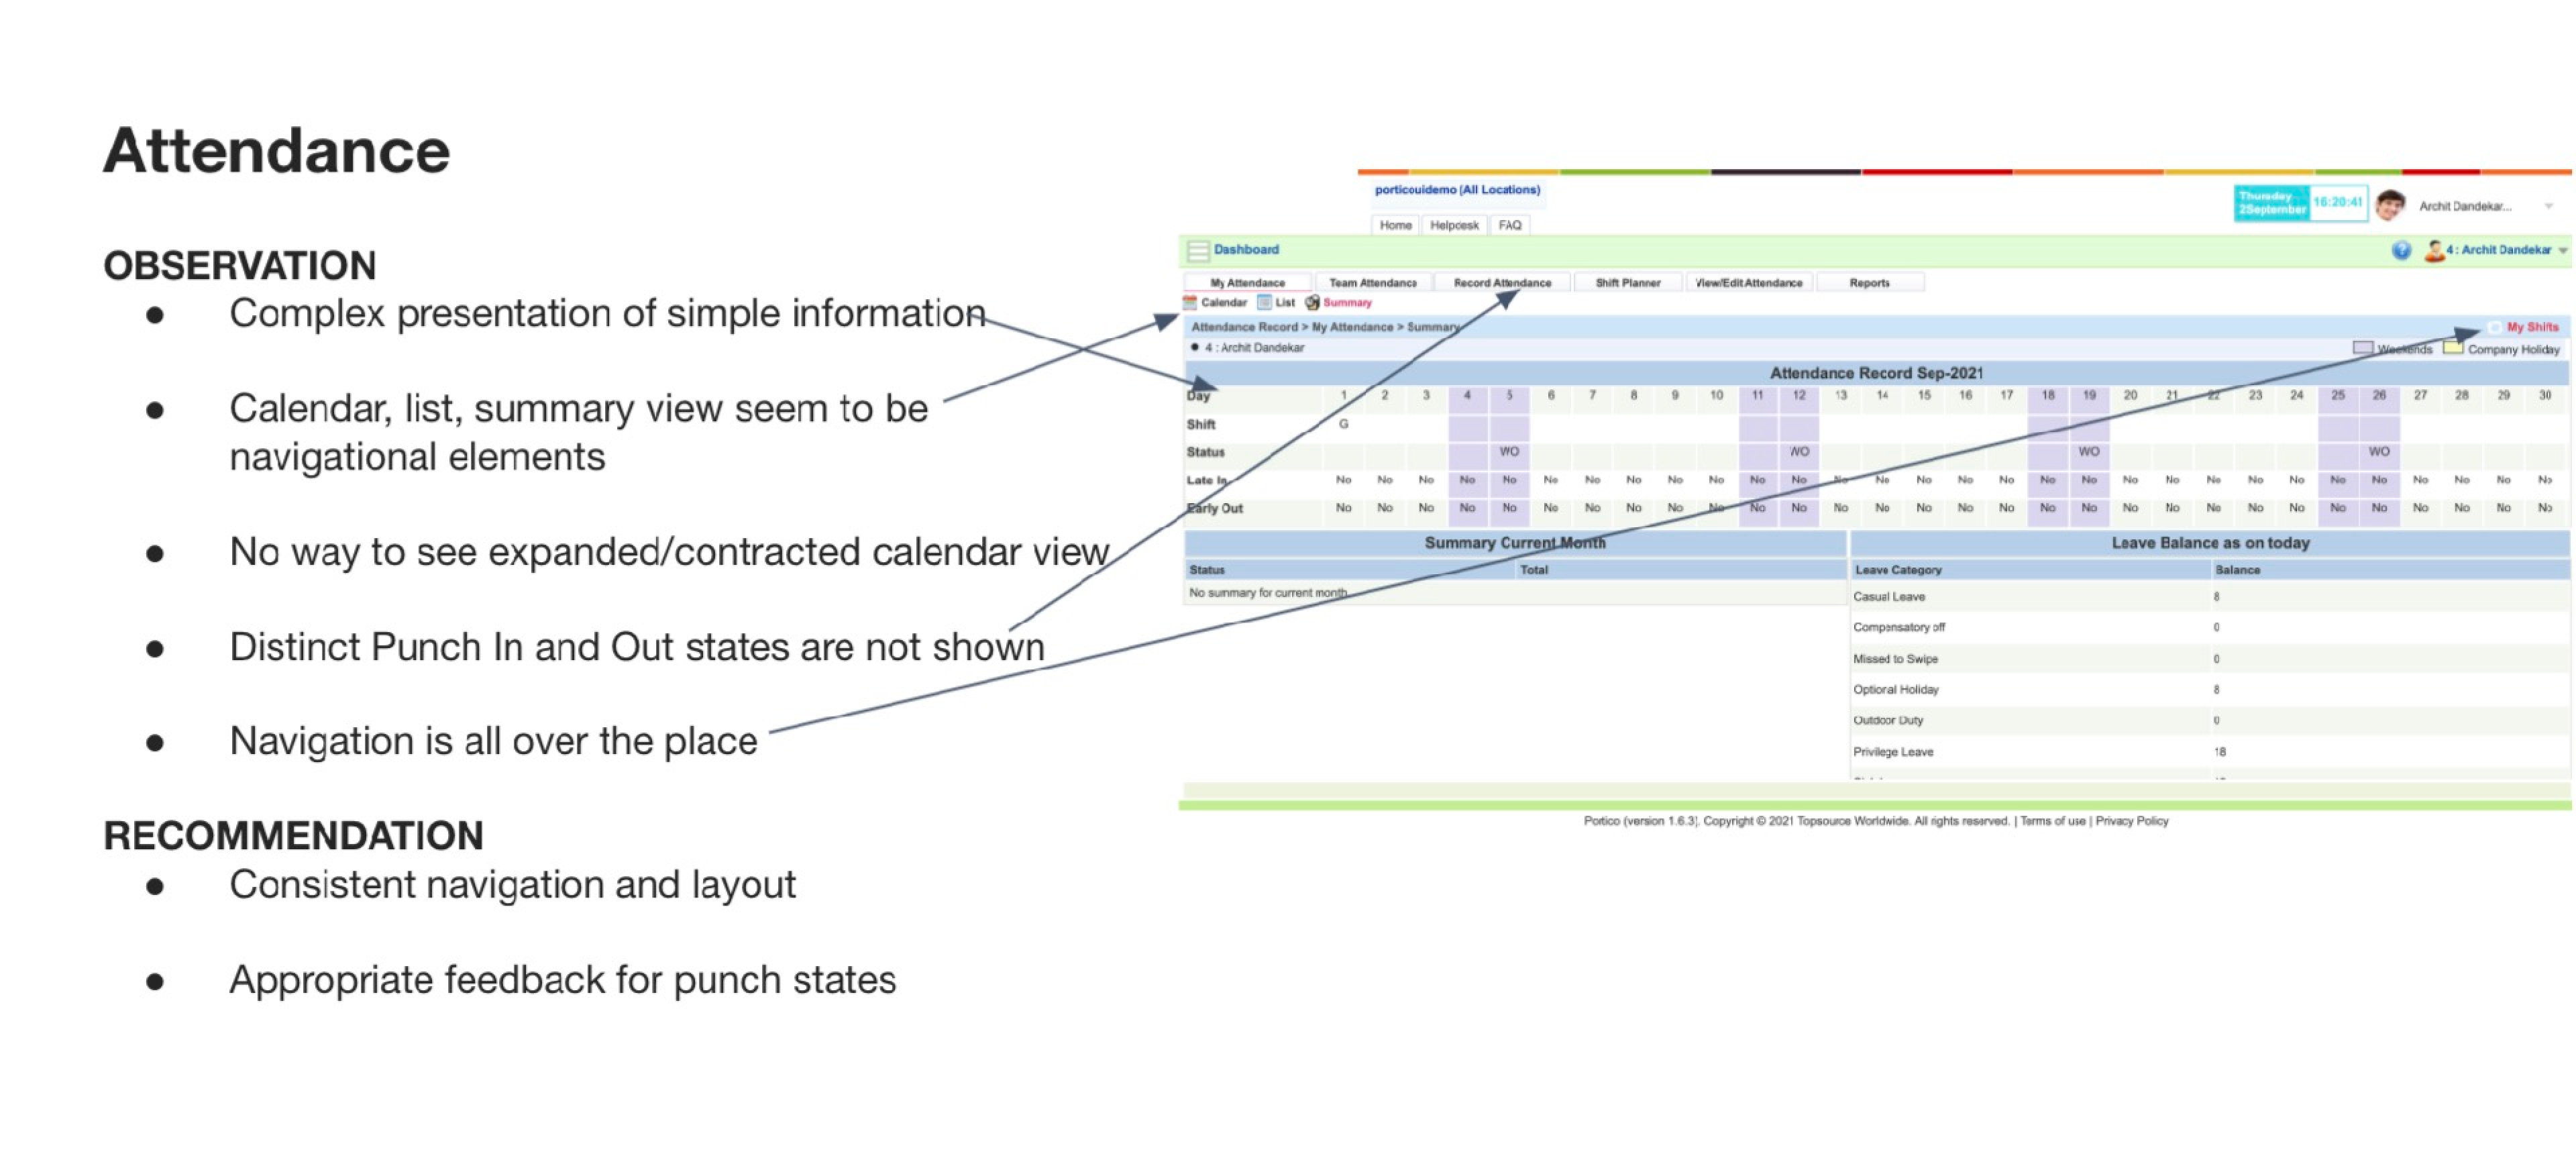 Attendance
OBSERVATION
● Complex presentation of simple information
● Calendar, list, summary view seem to be
navigational elements
● No way to see expanded/contracted calendar view
● Distinct Punch In and Out states are not shown
● Navigation is all over the place
RECOMMENDATION
● Consistent navigation and layout
● Appropriate feedback for punch states
porticouidemo (All Locations)
Thursday
2September
16:20:41
Archit Dandekar...
Home Helpdesk FAQ
Dashboard
? 4 : Archit Dandekar
My Attendance Team Attendance Record Attendance Shift Planner View/Edit Attendance Reports
Calendar List Summary
Attendance Record > My Attendance > Summary
My Shifts
● 4 : Archit Dandekar
Weekends Company Holiday
Attendance Record Sep-2021
Day 1 2 3 4 5 6 7 8 9 10 11 12 13 14 15 16 17 18 19 20 21 22 23 24 25 26 27 28 29 30
Shift G
Status WO WO WO WO
Late In No No No No No No No No No No No No No No No No No No No No No No No No No No No No No No
Early Out No No No No No No No No No No No No No No No No No No No No No No No No No No No No No No
Summary Current Month
Status Total
No summary for current month
Leave Balance as on today
Leave Category Balance
Casual Leave 8
Compensatory off 0
Missed to Swipe 0
Optional Holiday 8
Outdoor Duty 0
Privilege Leave 18
Portico (version 1.6.3). Copyright © 2021 Topsource Worldwide. All rights reserved. | Terms of use | Privacy Policy